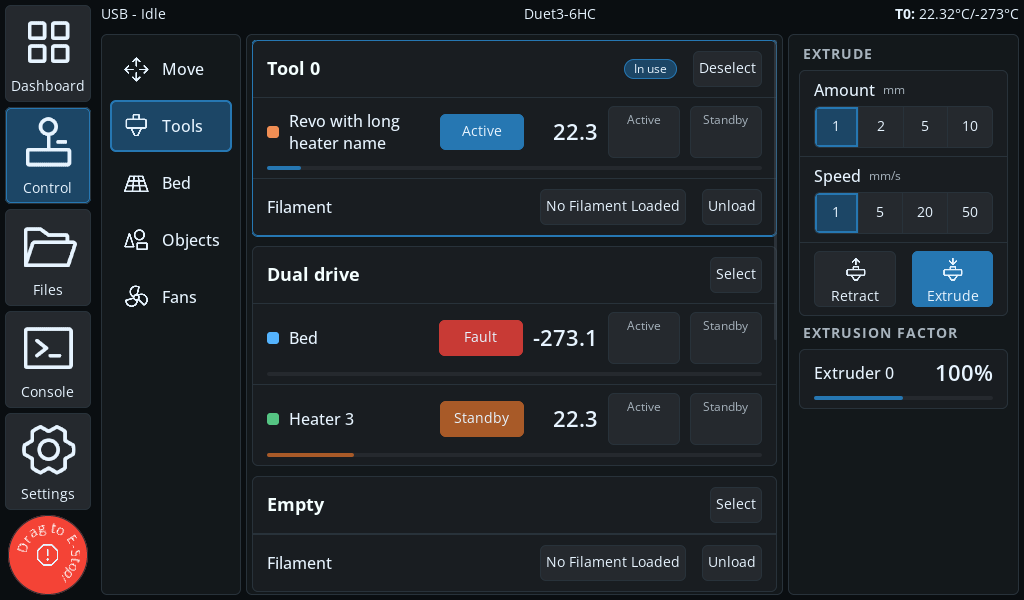 USB - Idle
Duet3-6HC
T0: 22.32°C/-273°C
Dashboard
Control
Files
Console
Settings
Drag to E-Stop!
Move
Tools
Bed
Objects
Fans
Tool 0
In use
Deselect
Revo with long
heater name
Active
22.3
Active
Standby
Filament
No Filament Loaded
Unload
Dual drive
Select
Bed
Fault
-273.1
Active
Standby
Heater 3
Standby
22.3
Active
Standby
Empty
Select
Filament
No Filament Loaded
Unload
EXTRUDE
Amount mm
1
2
5
10
Speed mm/s
1
5
20
50
Retract
Extrude
EXTRUSION FACTOR
Extruder 0
100%